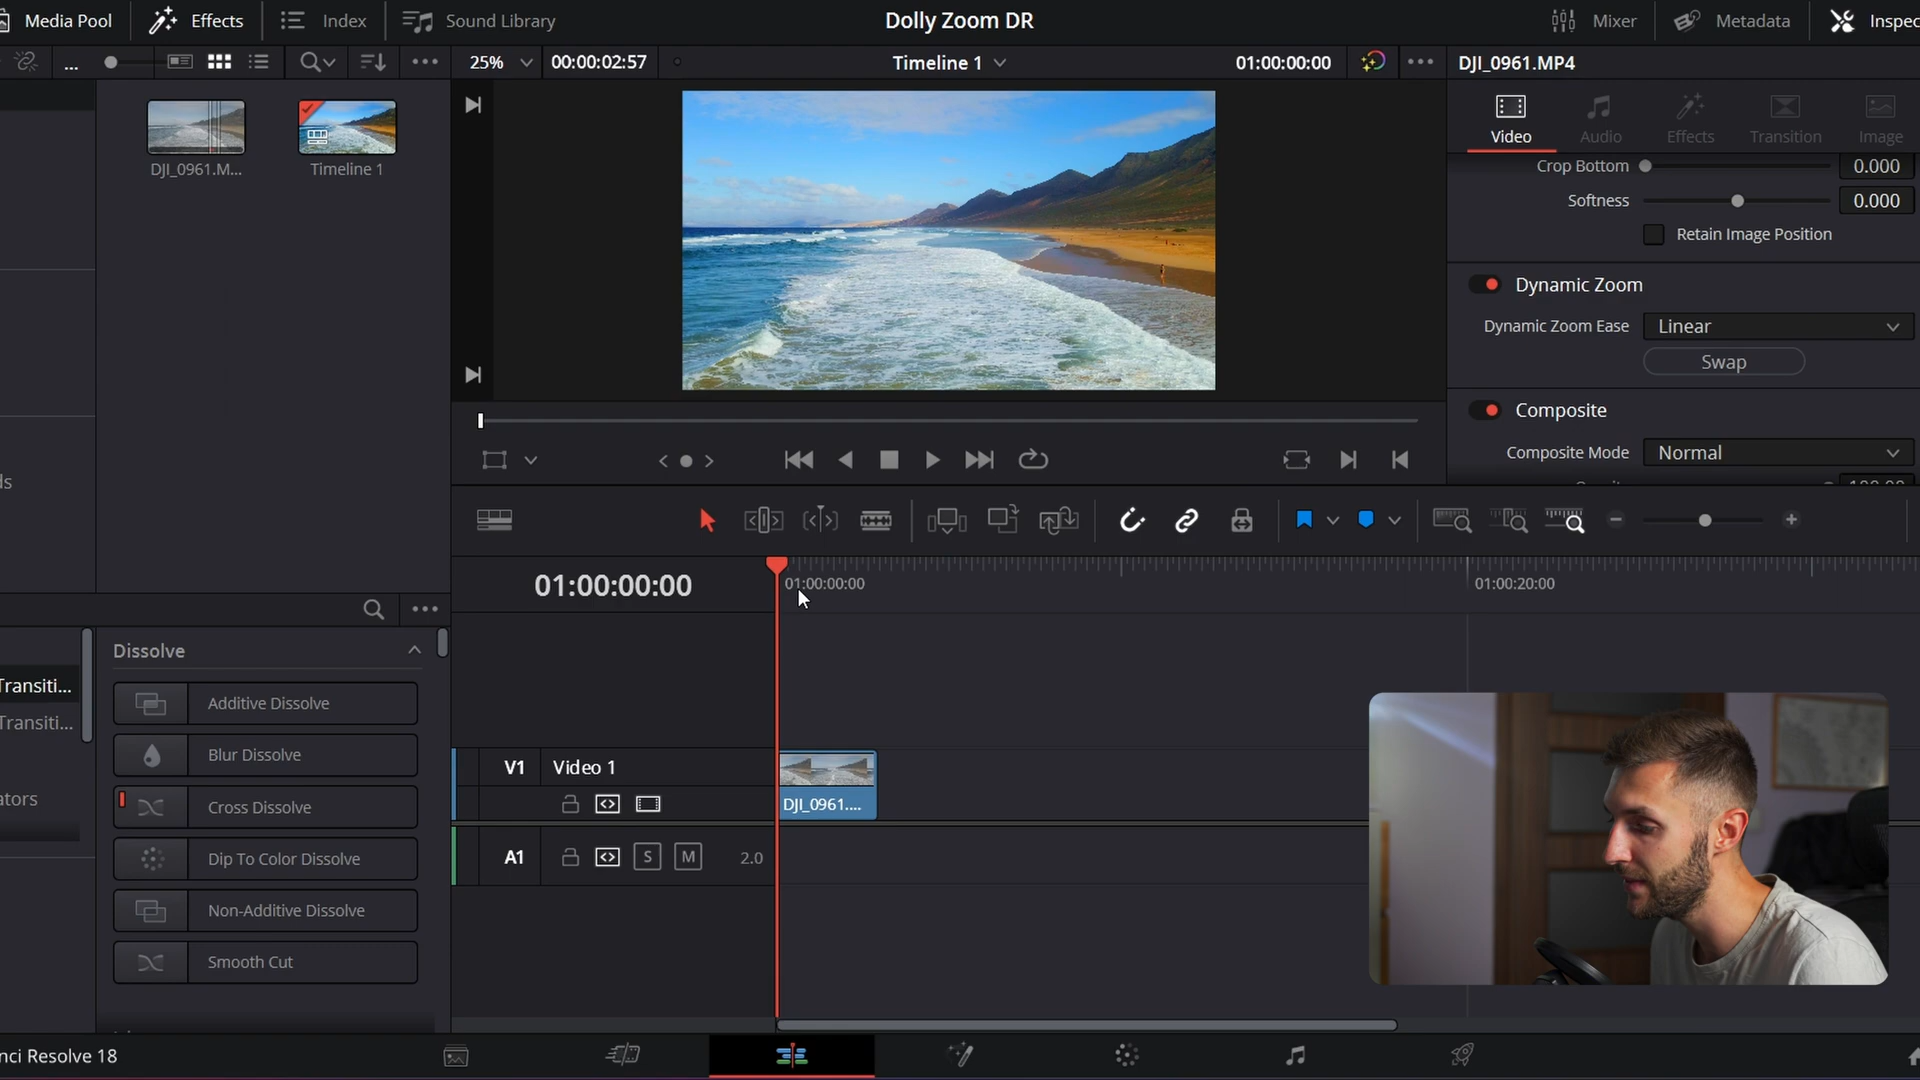 Media Pool
Effects
Index
Sound Library
Dolly Zoom DR
Mixer
Metadata
Inspec
...
25%
00:00:02:57
Timeline 1
01:00:00:00
DJI_0961.MP4
DJI_0961.M...
Timeline 1
Video
Audio
Effects
Transition
Image
Crop Bottom
0.000
Softness
0.000
Retain Image Position
Dynamic Zoom
Dynamic Zoom Ease
Linear
Swap
Composite
Composite Mode
Normal
ds
01:00:00:00
01:00:00:00
01:00:20:00
Dissolve
Transiti...
Transiti...
ators
Additive Dissolve
Blur Dissolve
Cross Dissolve
Dip To Color Dissolve
Non-Additive Dissolve
Smooth Cut
V1
Video 1
DJI_0961....
A1
S
M
2.0
nci Resolve 18